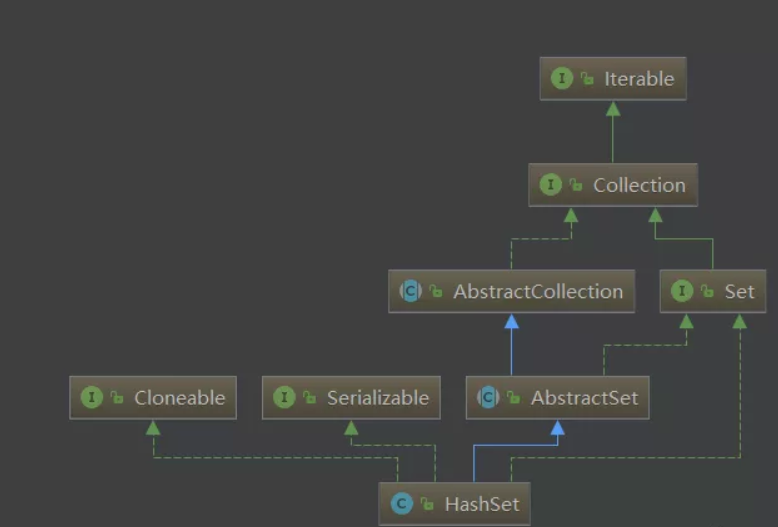 I Iterable
I Collection
C AbstractCollection
I Set
I Cloneable
I Serializable
C AbstractSet
C HashSet